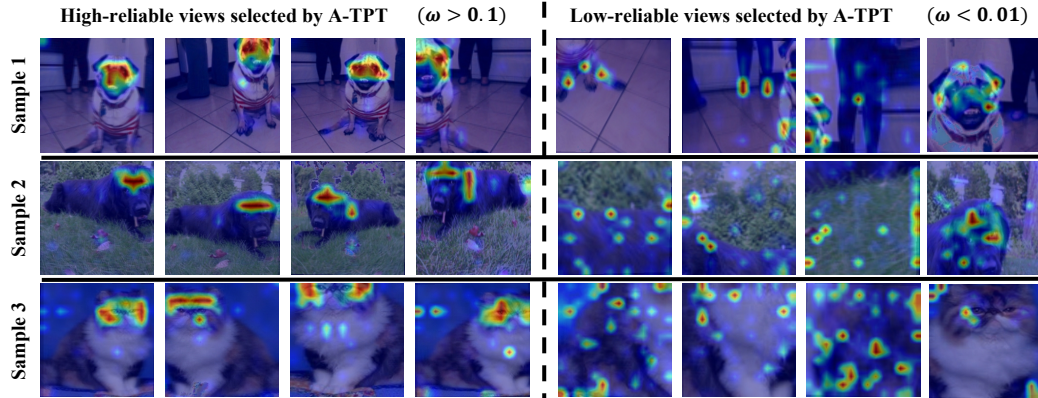 High-reliable views selected by A-TPT (ω > 0.1)
Low-reliable views selected by A-TPT (ω < 0.01)
Sample 1
Sample 2
Sample 3